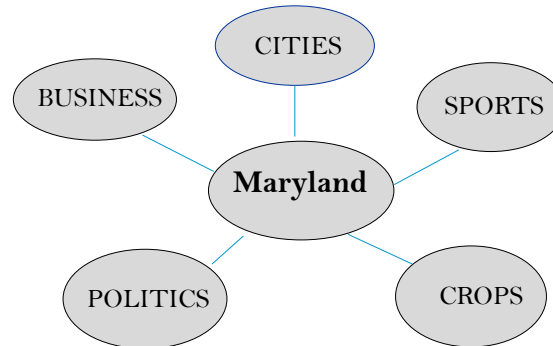 CITIES
BUSINESS
SPORTS
Maryland
POLITICS
CROPS